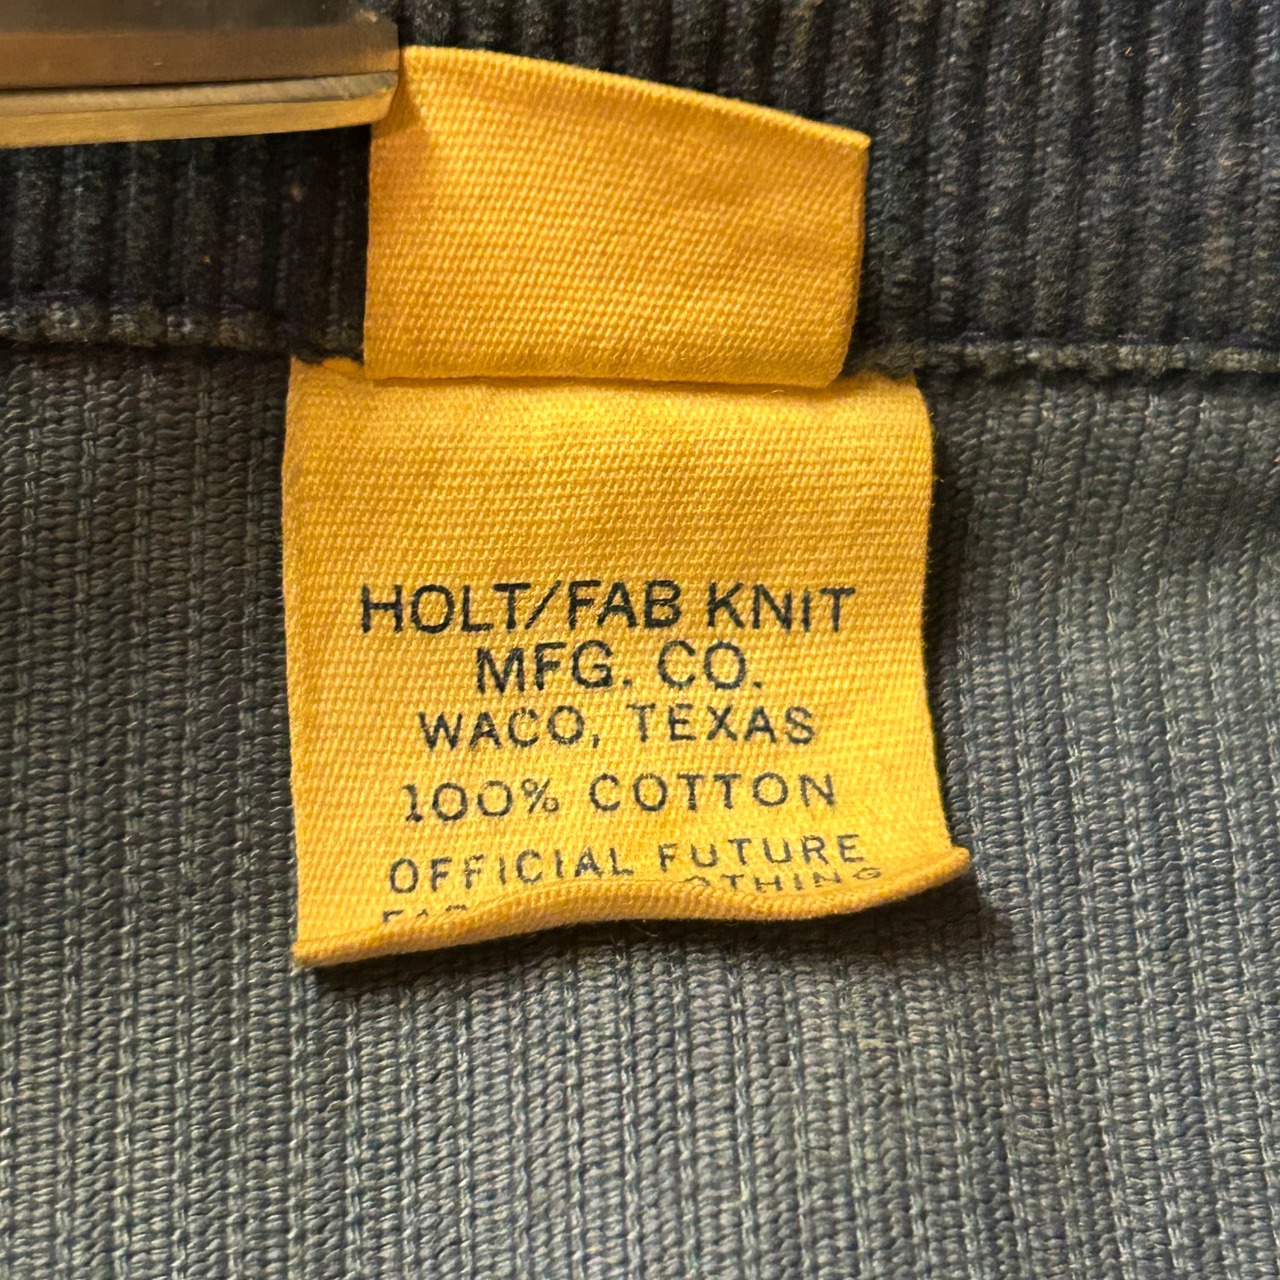 HOLT/FAB KNIT
MFG. CO.
WACO, TEXAS
100% COTTON
OFFICIAL FUTURE